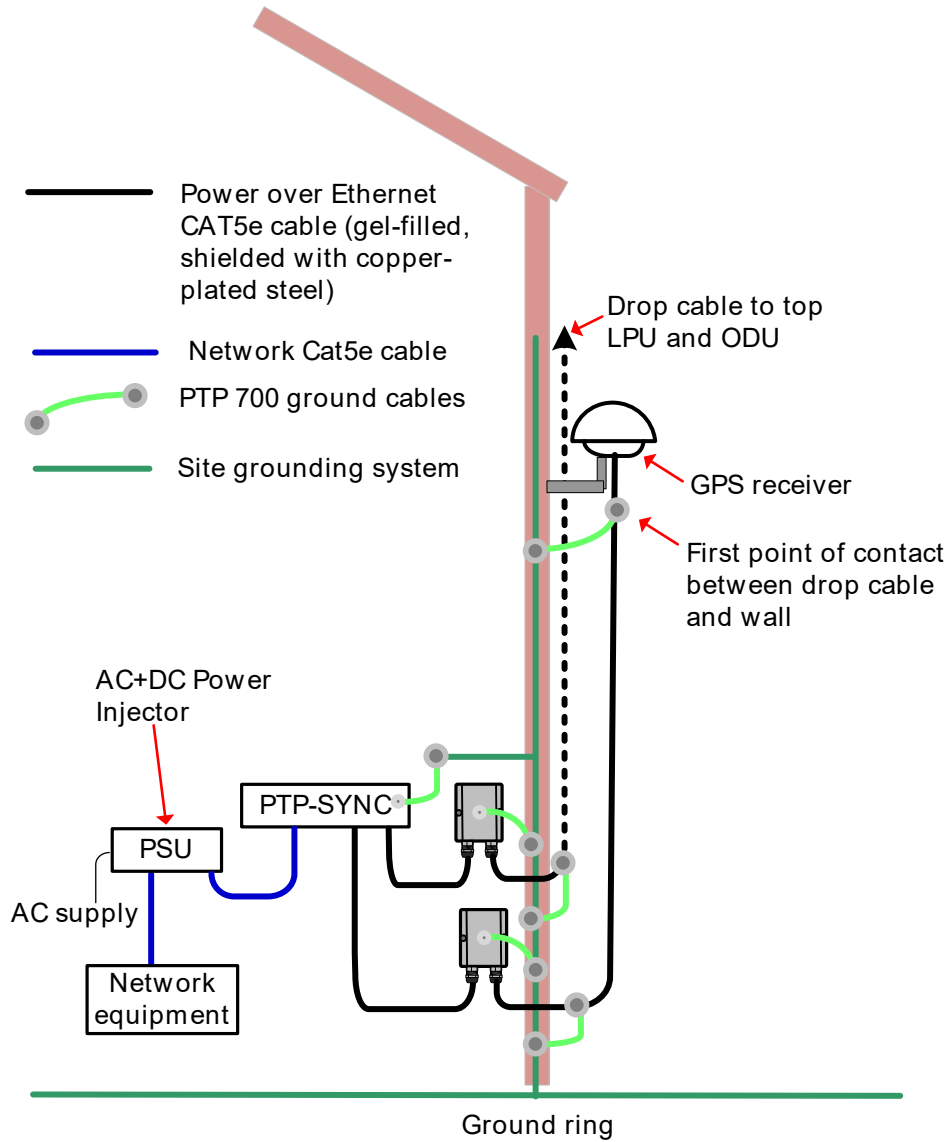 Power over Ethernet
CAT5e cable (gel-filled,
shielded with copper-
plated steel)
Network Cat5e cable
PTP 700 ground cables
Site grounding system
Drop cable to top
LPU and ODU
GPS receiver
First point of contact
between drop cable
and wall
AC+DC Power
Injector
PTP-SYNC
PSU
AC supply
Network
equipment
Ground ring